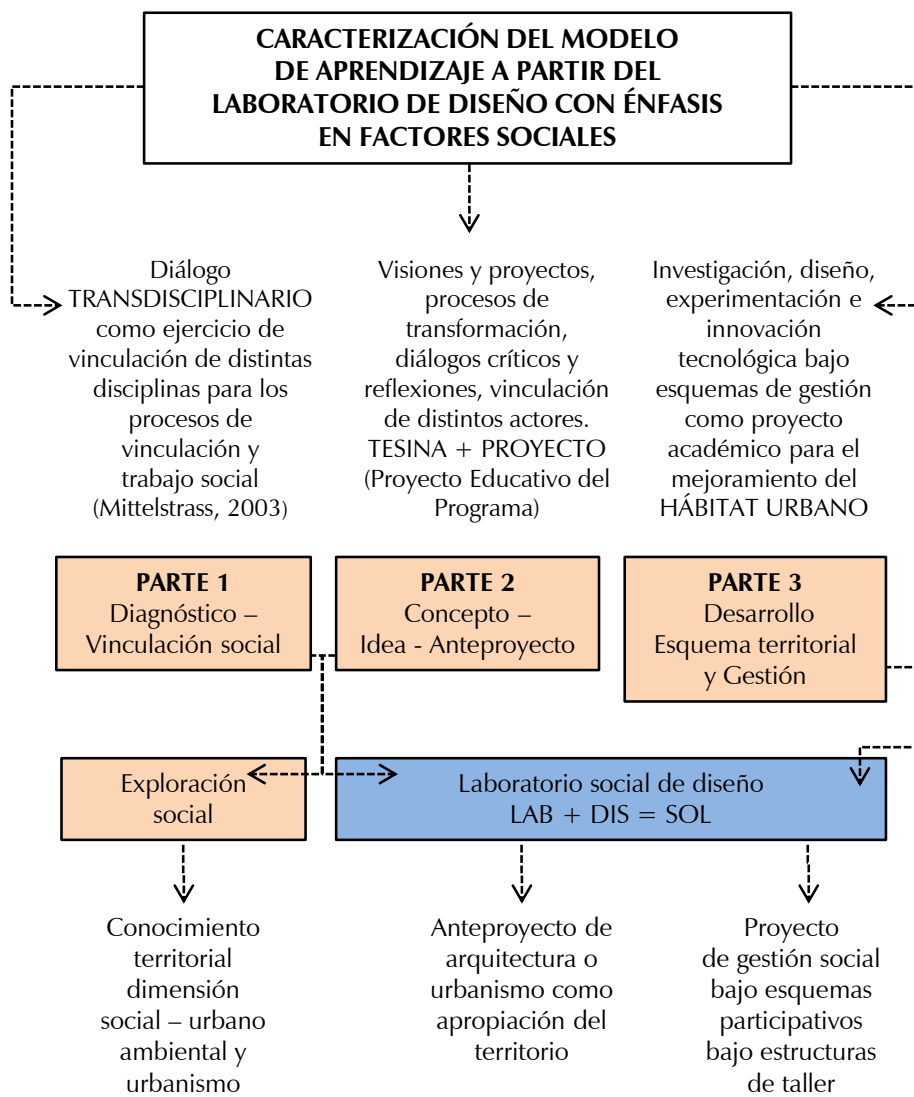 CARACTERIZACIÓN DEL MODELO
DE APRENDIZAJE A PARTIR DEL
LABORATORIO DE DISEÑO CON ÉNFASIS
EN FACTORES SOCIALES
Diálogo
TRANSDISCIPLINARIO
como ejercicio de
vinculación de distintas
disciplinas para los
procesos de
vinculación y
trabajo social
(Mittelstrass, 2003)
Visiones y proyectos,
procesos de
transformación,
diálogos críticos y
reflexiones, vinculación
de distintos actores.
TESINA + PROYECTO
(Proyecto Educativo del
Programa)
Investigación, diseño,
experimentación e
innovación
tecnológica bajo
esquemas de gestión
como proyecto
académico para el
mejoramiento del
HÁBITAT URBANO
PARTE 1
Diagnóstico –
Vinculación social
PARTE 2
Concepto –
Idea - Anteproyecto
PARTE 3
Desarrollo
Esquema territorial
y Gestión
Exploración
social
Laboratorio social de diseño
LAB + DIS = SOL
Conocimiento
territorial
dimensión
social – urbano
ambiental y
urbanismo
Anteproyecto de
arquitectura o
urbanismo como
apropiación del
territorio
Proyecto
de gestión social
bajo esquemas
participativos
bajo estructuras
de taller